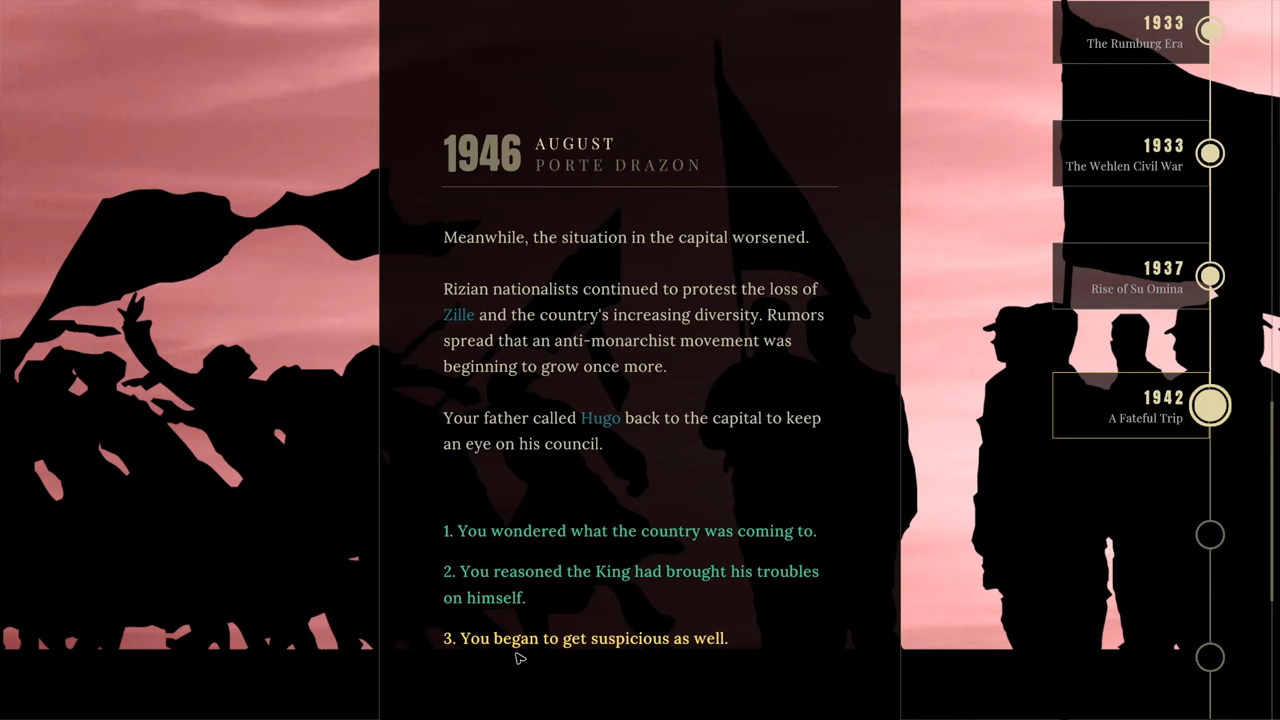 1946 AUGUST
PORTE DRAZON
Meanwhile, the situation in the capital worsened.
Rizian nationalists continued to protest the loss of
Zille and the country's increasing diversity. Rumors
spread that an anti-monarchist movement was
beginning to grow once more.
Your father called Hugo back to the capital to keep
an eye on his council.
1. You wondered what the country was coming to.
2. You reasoned the King had brought his troubles
on himself.
3. You began to get suspicious as well.
1933
The Rumburg Era
1933
The Wehlen Civil War
1937
Rise of Su Omina
1942
A Fateful Trip